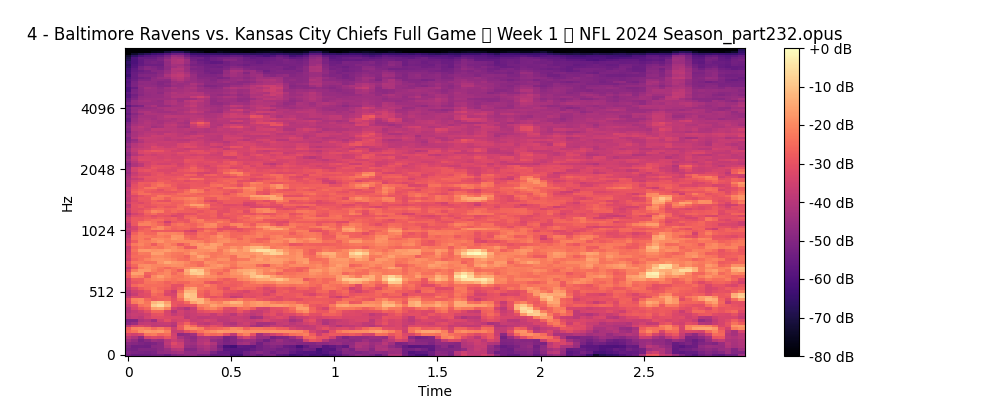 4 - Baltimore Ravens vs. Kansas City Chiefs Full Game ▯ Week 1 ▯ NFL 2024 Season_part232.opus
+0 dB
-10 dB
-20 dB
-30 dB
-40 dB
-50 dB
-60 dB
-70 dB
-80 dB
Hz
4096
2048
1024
512
0
0 0.5 1 1.5 2 2.5
Time